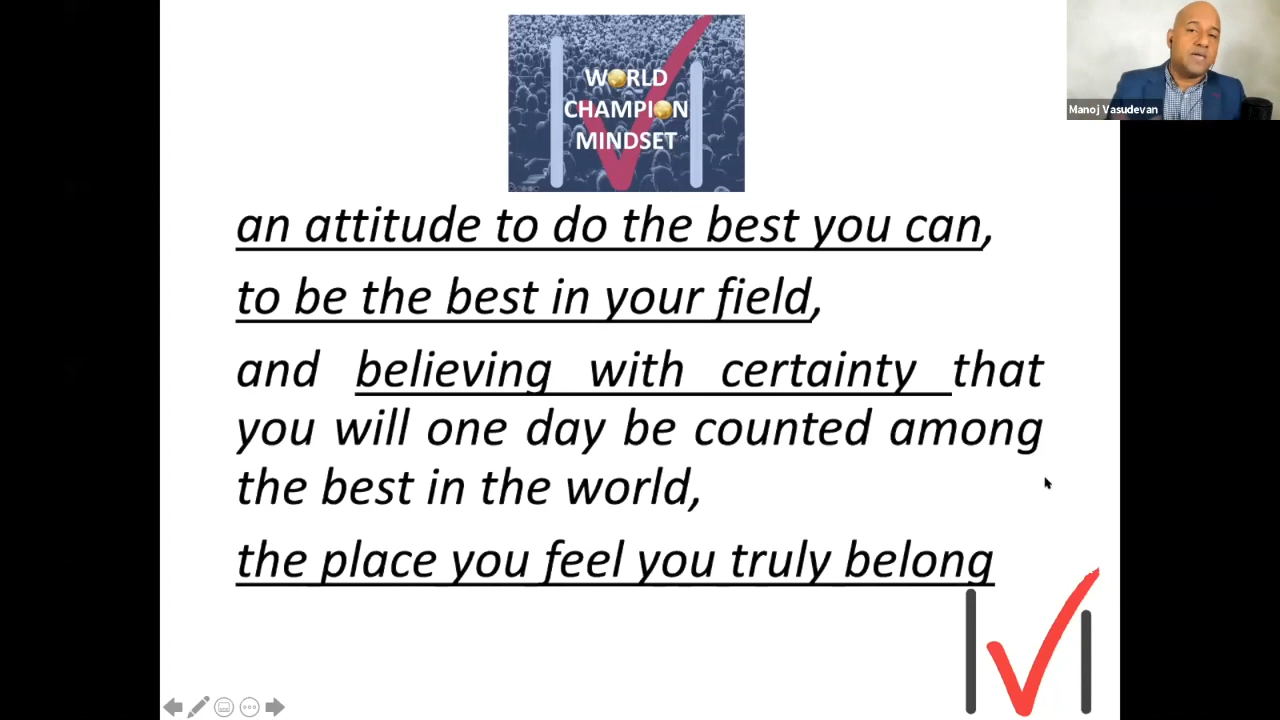 WORLD
CHAMPION
MINDSET
Manoj Vasudevan
an attitude to do the best you can,
to be the best in your field,
and believing with certainty that
you will one day be counted among
the best in the world,
the place you feel you truly belong